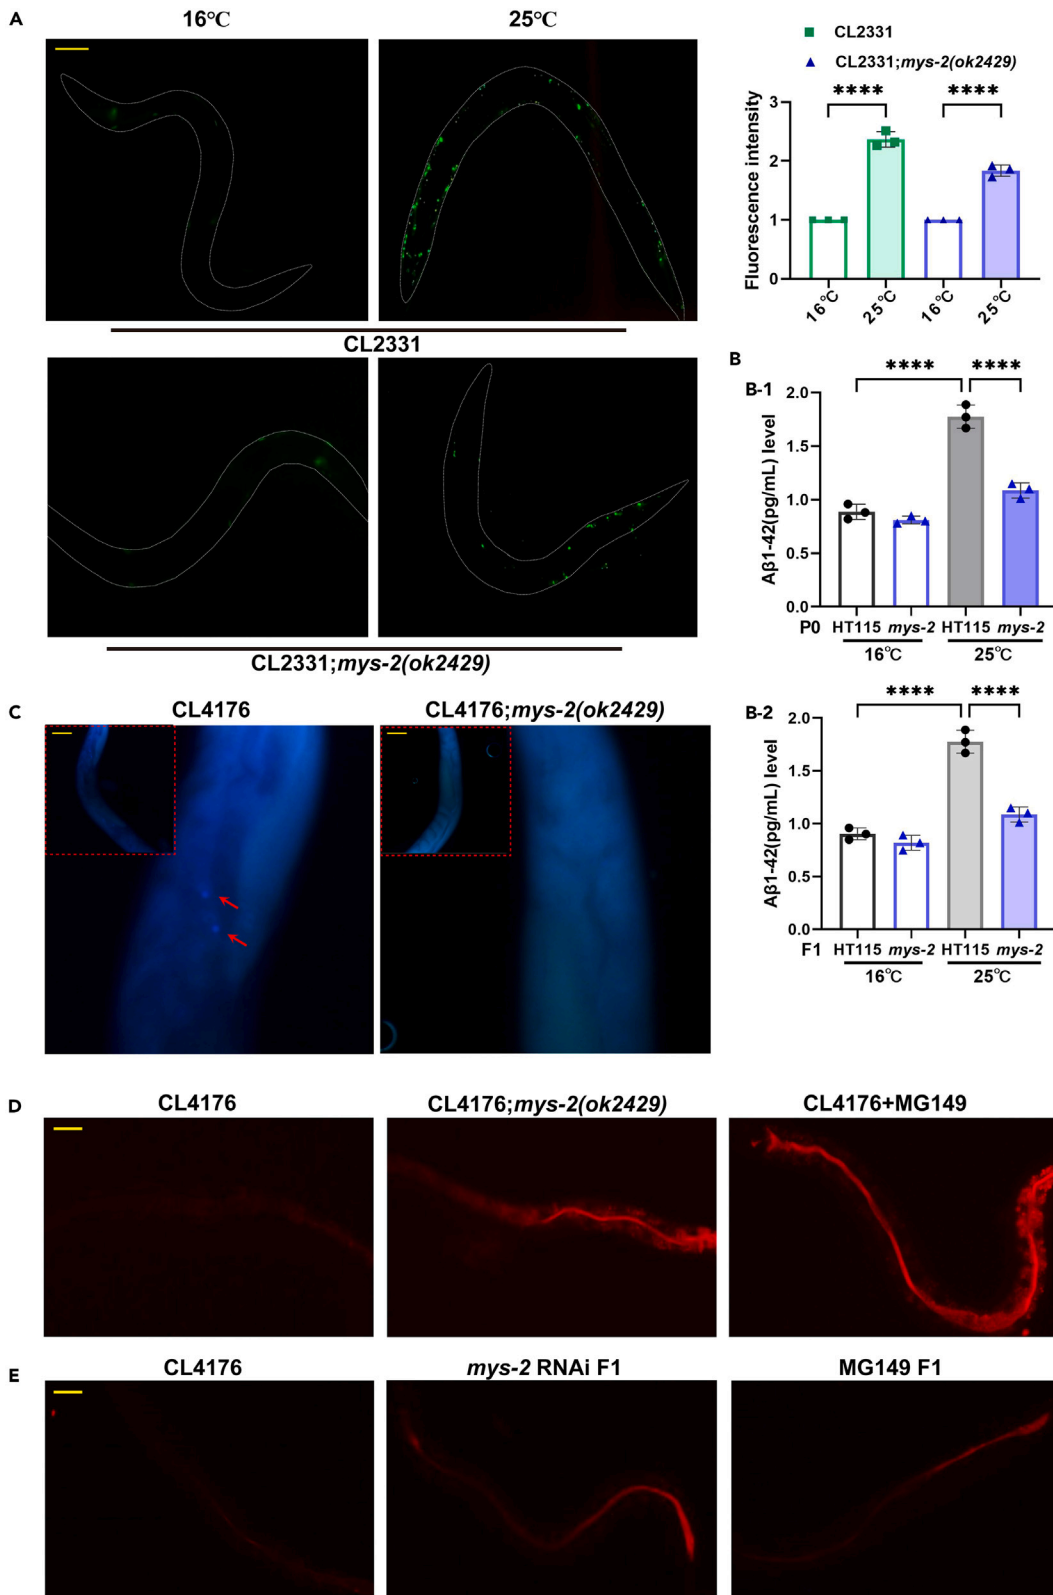 A
16℃
25℃
CL2331
CL2331;mys-2(ok2429)
CL2331
CL2331;mys-2(ok2429)
****
****
Fluorescence intensity
3
2
1
0
16℃
25℃
16℃
25℃
B
B-1
****
****
Aβ1-42(pg/mL) level
2.0
1.5
1.0
0.5
0.0
P0
HT115 mys-2 HT115 mys-2
16℃
25℃
B-2
****
****
Aβ1-42(pg/mL) level
2.0
1.5
1.0
0.5
0.0
F1
HT115 mys-2 HT115 mys-2
16℃
25℃
C
CL4176
CL4176;mys-2(ok2429)
D
CL4176
CL4176;mys-2(ok2429)
CL4176+MG149
E
CL4176
mys-2 RNAi F1
MG149 F1